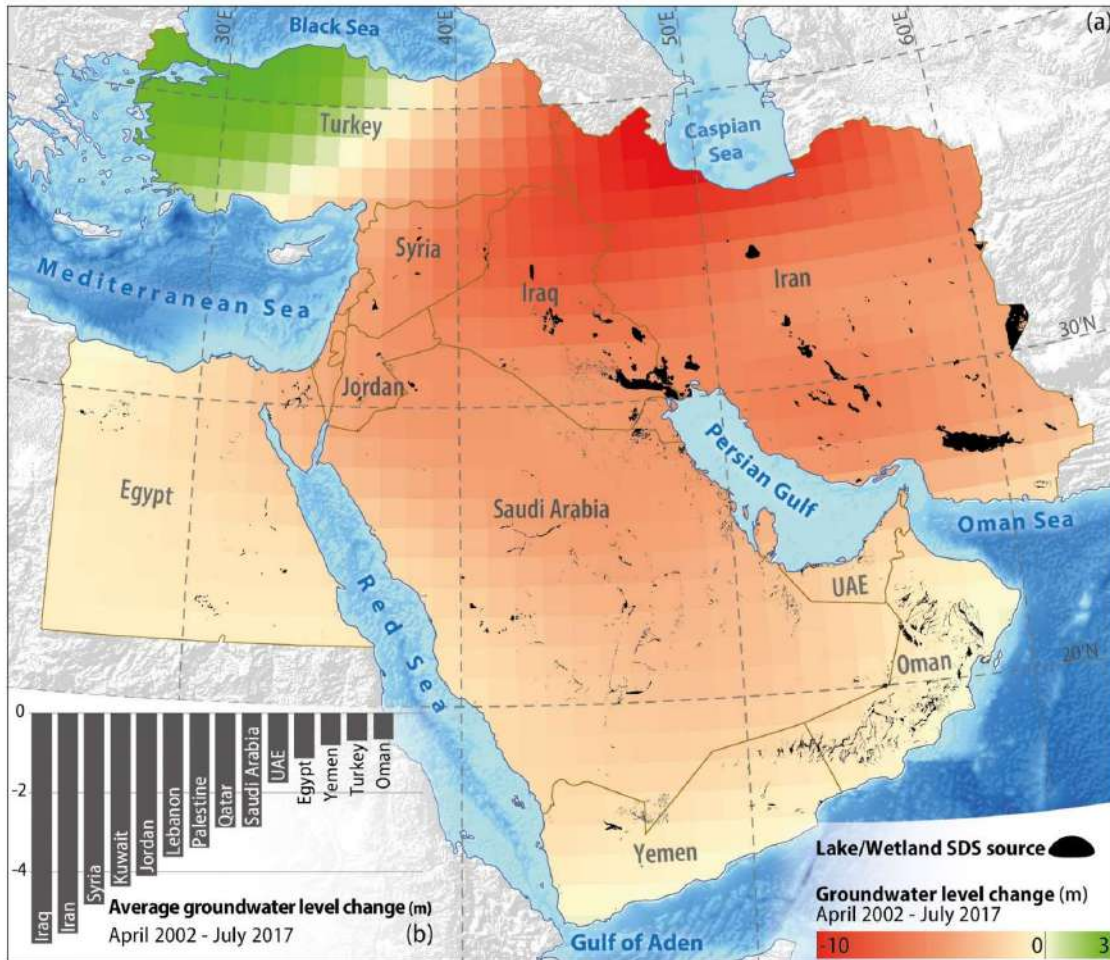 (a)
Black Sea
30'E
40'E
50'E
60'E
Turkey
Caspian
Sea
Syria
Mediterranean Sea
Iraq
Iran
30'N
Jordan
Persian Gulf
Egypt
Saudi Arabia
Oman Sea
UAE
Red Sea
Oman
20'N
Yemen
Gulf of Aden
0
-2
-4
Iraq
Iran
Syria
Kuwait
Jordan
Lebanon
Palestine
Qatar
Saudi Arabia
UAE
Egypt
Yemen
Turkey
Oman
Average groundwater level change (m)
April 2002 - July 2017
(b)
Lake/Wetland SDS source
Groundwater level change (m)
April 2002 - July 2017
-10 0 3